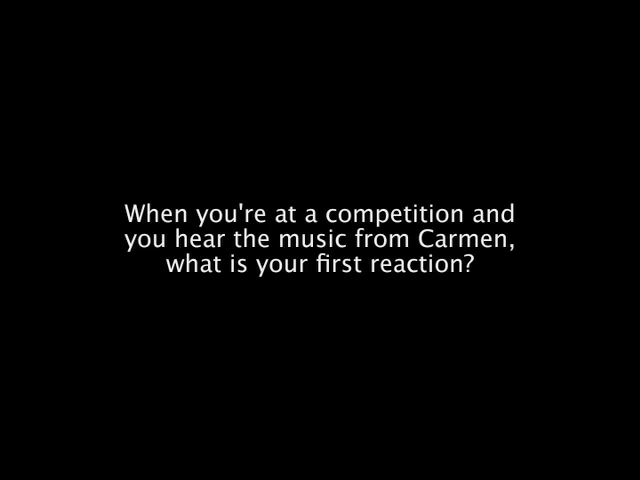 When you're at a competition and
you hear the music from Carmen,
what is your first reaction?